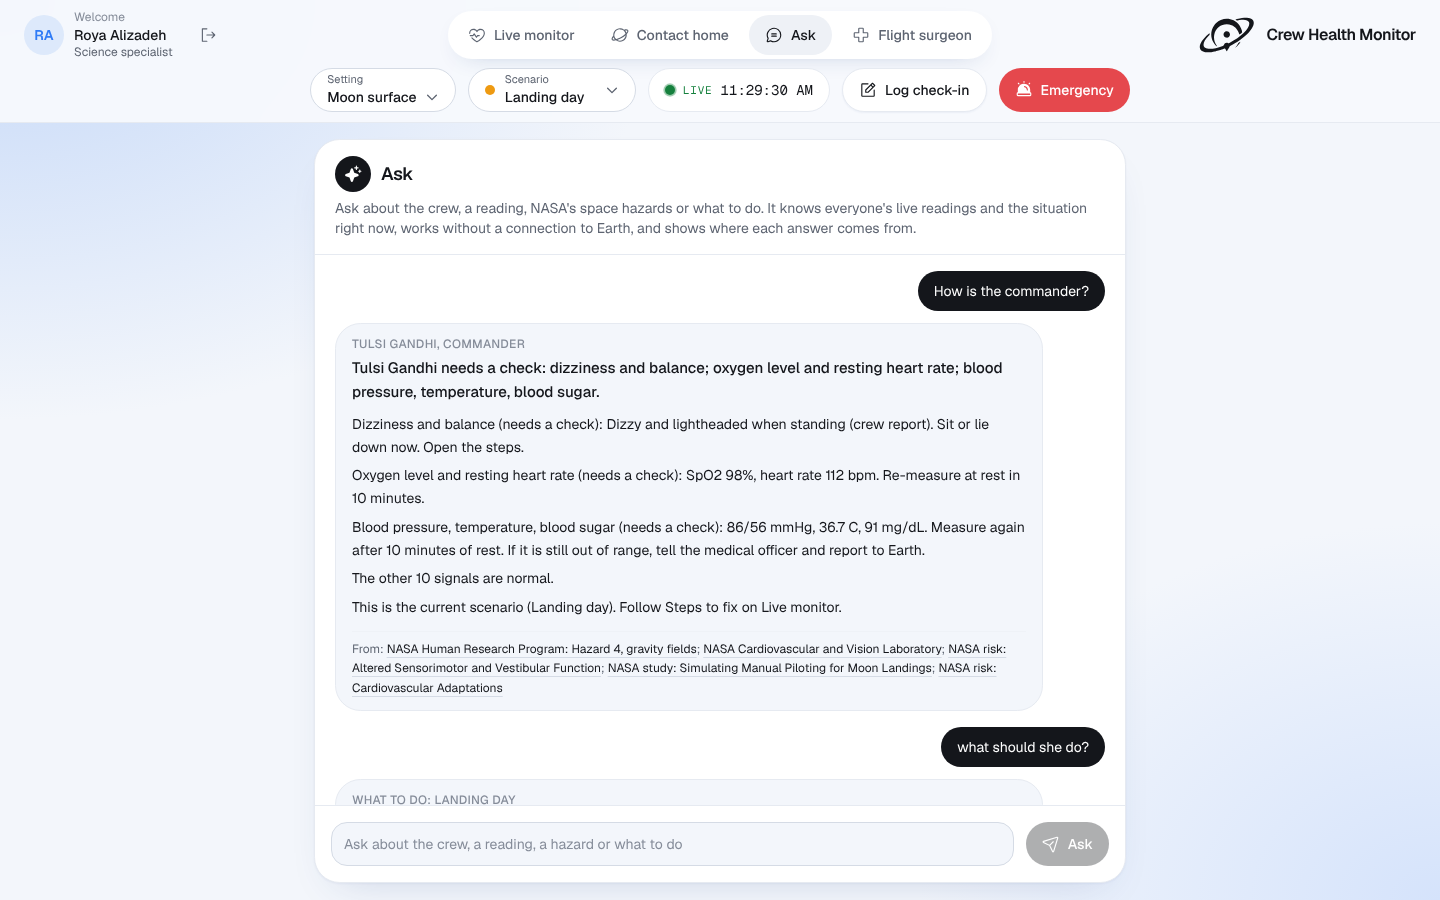 RA
Welcome
Roya Alizadeh
Science specialist
Live monitor
Contact home
Ask
Flight surgeon
Crew Health Monitor
Setting
Moon surface
Scenario
Landing day
LIVE 11:29:30 AM
Log check-in
Emergency
Ask
Ask about the crew, a reading, NASA's space hazards or what to do. It knows everyone's live readings and the situation
right now, works without a connection to Earth, and shows where each answer comes from.
How is the commander?
TULSI GANDHI, COMMANDER
Tulsi Gandhi needs a check: dizziness and balance; oxygen level and resting heart rate; blood
pressure, temperature, blood sugar.
Dizziness and balance (needs a check): Dizzy and lightheaded when standing (crew report). Sit or lie
down now. Open the steps.
Oxygen level and resting heart rate (needs a check): SpO2 98%, heart rate 112 bpm. Re-measure at rest in
10 minutes.
Blood pressure, temperature, blood sugar (needs a check): 86/56 mmHg, 36.7 C, 91 mg/dL. Measure again
after 10 minutes of rest. If it is still out of range, tell the medical officer and report to Earth.
The other 10 signals are normal.
This is the current scenario (Landing day). Follow Steps to fix on Live monitor.
From: NASA Human Research Program: Hazard 4, gravity fields; NASA Cardiovascular and Vision Laboratory; NASA risk:
Altered Sensorimotor and Vestibular Function; NASA study: Simulating Manual Piloting for Moon Landings; NASA risk:
Cardiovascular Adaptations
what should she do?
WHAT TO DO: LANDING DAY
Ask about the crew, a reading, a hazard or what to do
Ask